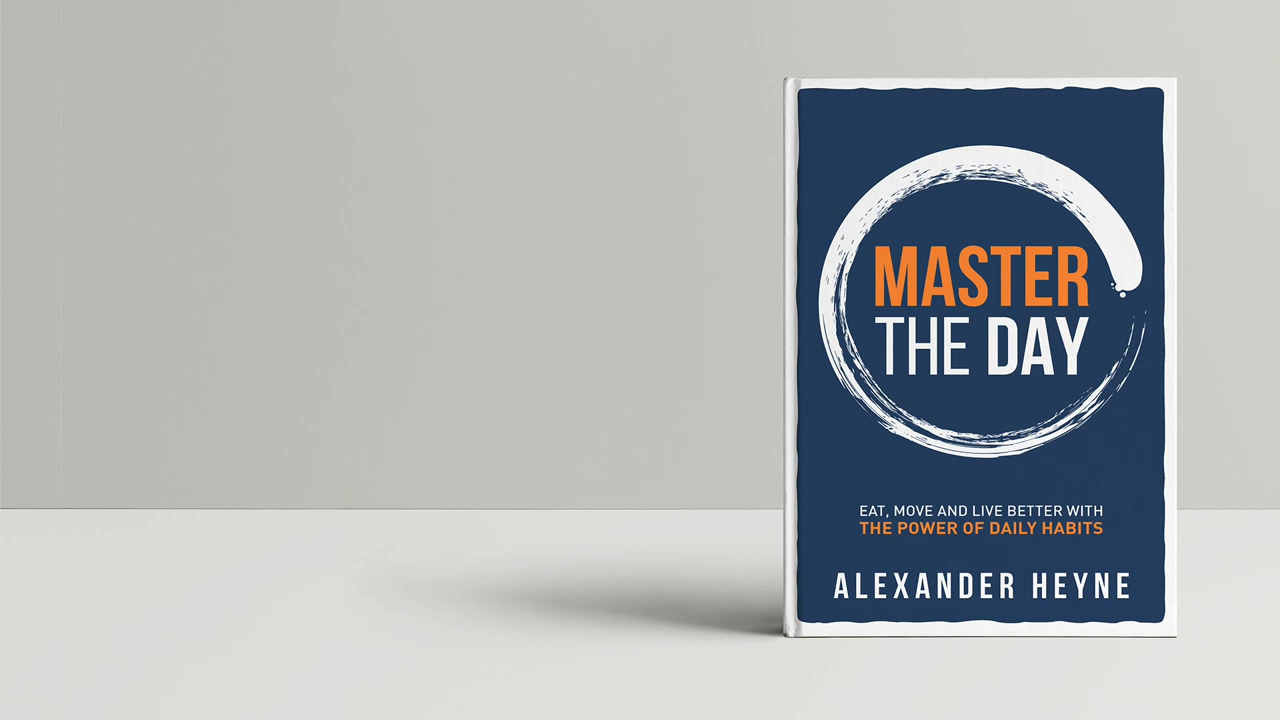 MASTER
THE DAY
EAT, MOVE AND LIVE BETTER WITH
THE POWER OF DAILY HABITS
ALEXANDER HEYNE